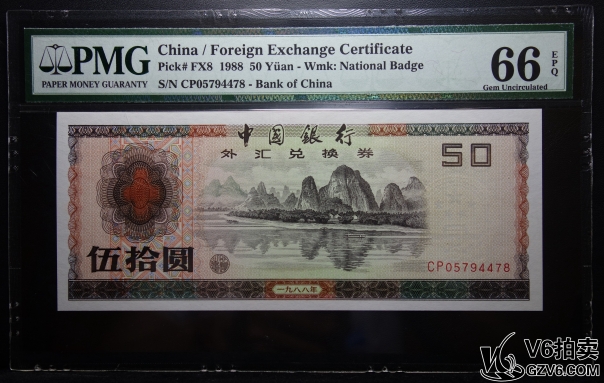 PMG
PAPER MONEY GUARANTY
China / Foreign Exchange Certificate
Pick# FX8 1988 50 Yüan - Wmk: National Badge
S/N CP05794478 - Bank of China
66 EPQ
Gem Uncirculated
中国銀行
外汇兑换券
50
伍拾圆
CP05794478
一九八八年
V6拍卖
GZV6.COM